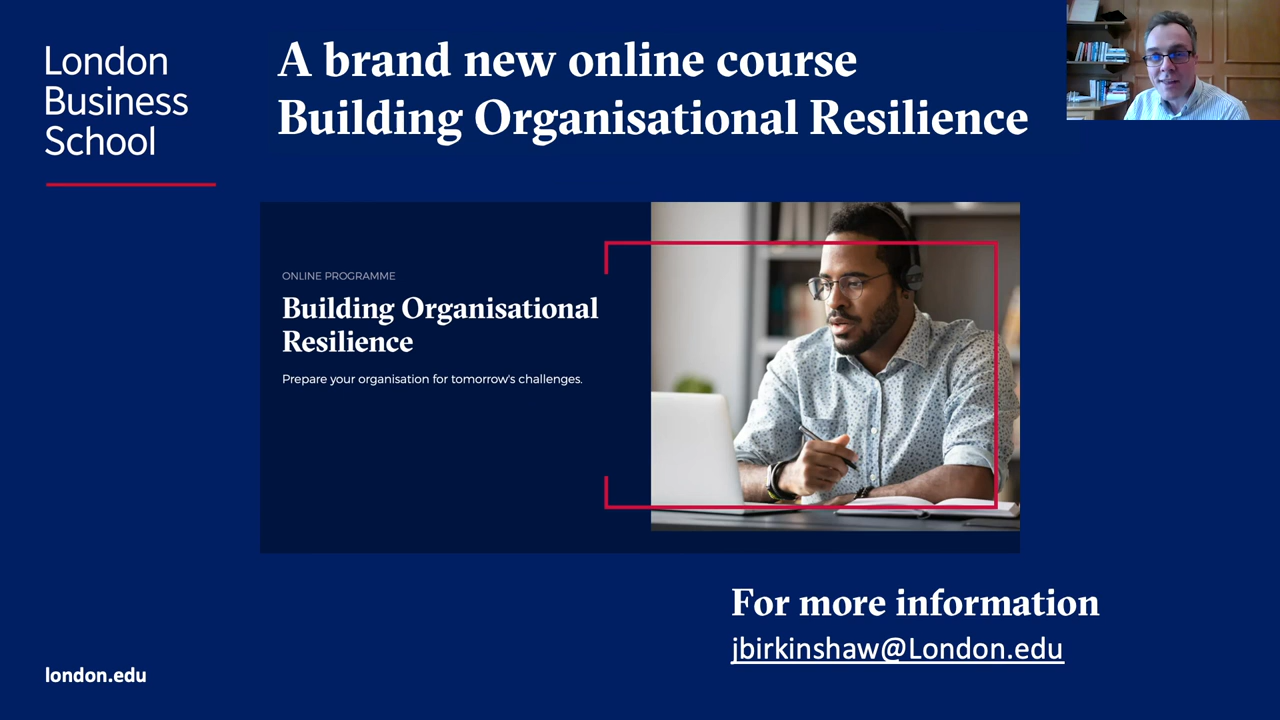 London
Business
School
A brand new online course
Building Organisational Resilience
ONLINE PROGRAMME
Building Organisational
Resilience
Prepare your organisation for tomorrow's challenges.
For more information
jbirkinshaw@London.edu
london.edu